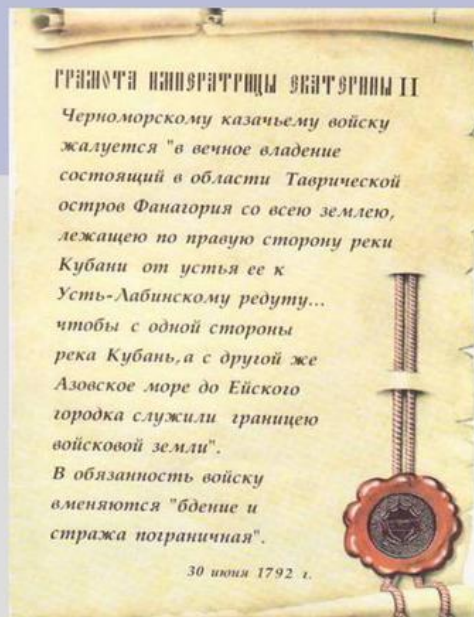 ГРАМОТА ИМПЕРАТРИЦЫ ЕКАТЕРИНЫ II
Черноморскому казачьему войску
жалуется "в вечное владение
состоящий в области Таврической
остров Фанагория со всею землею,
лежащею по правую сторону реки
Кубани от устья ее к
Усть-Лабинскому редуту...
чтобы с одной стороны
река Кубань,а с другой же
Азовское море до Ейского
городка служили границею
войсковой земли".
В обязанность войску
вменяются "бдение и
стража пограничная".
30 июня 1792 г.